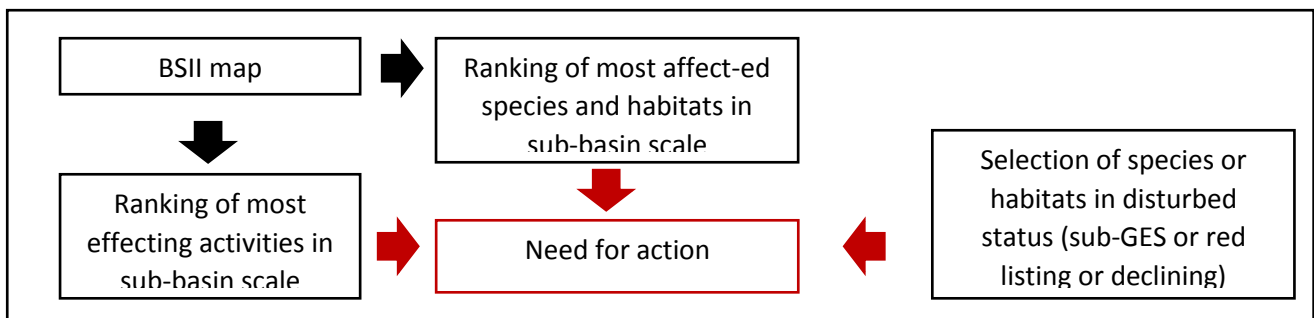 BSII map
Ranking of most affect-ed
species and habitats in
sub-basin scale
Ranking of most
effecting activities in
sub-basin scale
Need for action
Selection of species or
habitats in disturbed
status (sub-GES or red
listing or declining)